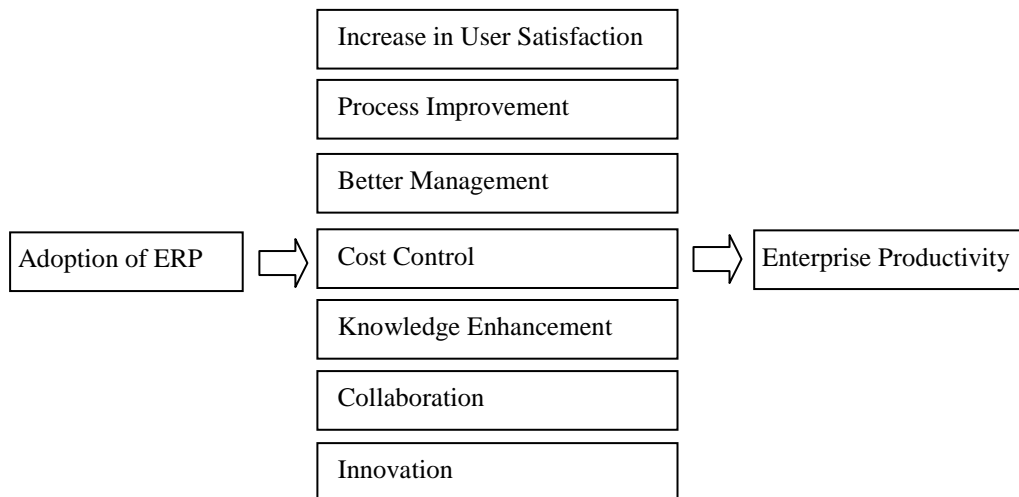 Increase in User Satisfaction
Process Improvement
Better Management
Adoption of ERP
Cost Control
Enterprise Productivity
Knowledge Enhancement
Collaboration
Innovation